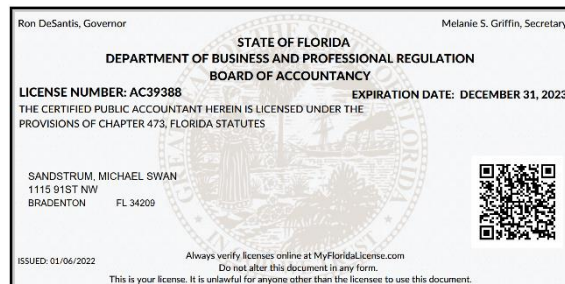 Ron DeSantis, Governor
Melanie S. Griffin, Secretary
STATE OF FLORIDA
DEPARTMENT OF BUSINESS AND PROFESSIONAL REGULATION
BOARD OF ACCOUNTANCY
LICENSE NUMBER: AC39388
EXPIRATION DATE: DECEMBER 31, 2023
THE CERTIFIED PUBLIC ACCOUNTANT HEREIN IS LICENSED UNDER THE
PROVISIONS OF CHAPTER 473, FLORIDA STATUTES
SANDSTRUM, MICHAEL SWAN
1115 91ST NW
BRADENTON FL 34209
ISSUED: 01/06/2022
Always verify licenses online at MyFloridaLicense.com
Do not alter this document in any form.
This is your license. It is unlawful for anyone other than the licensee to use this document.